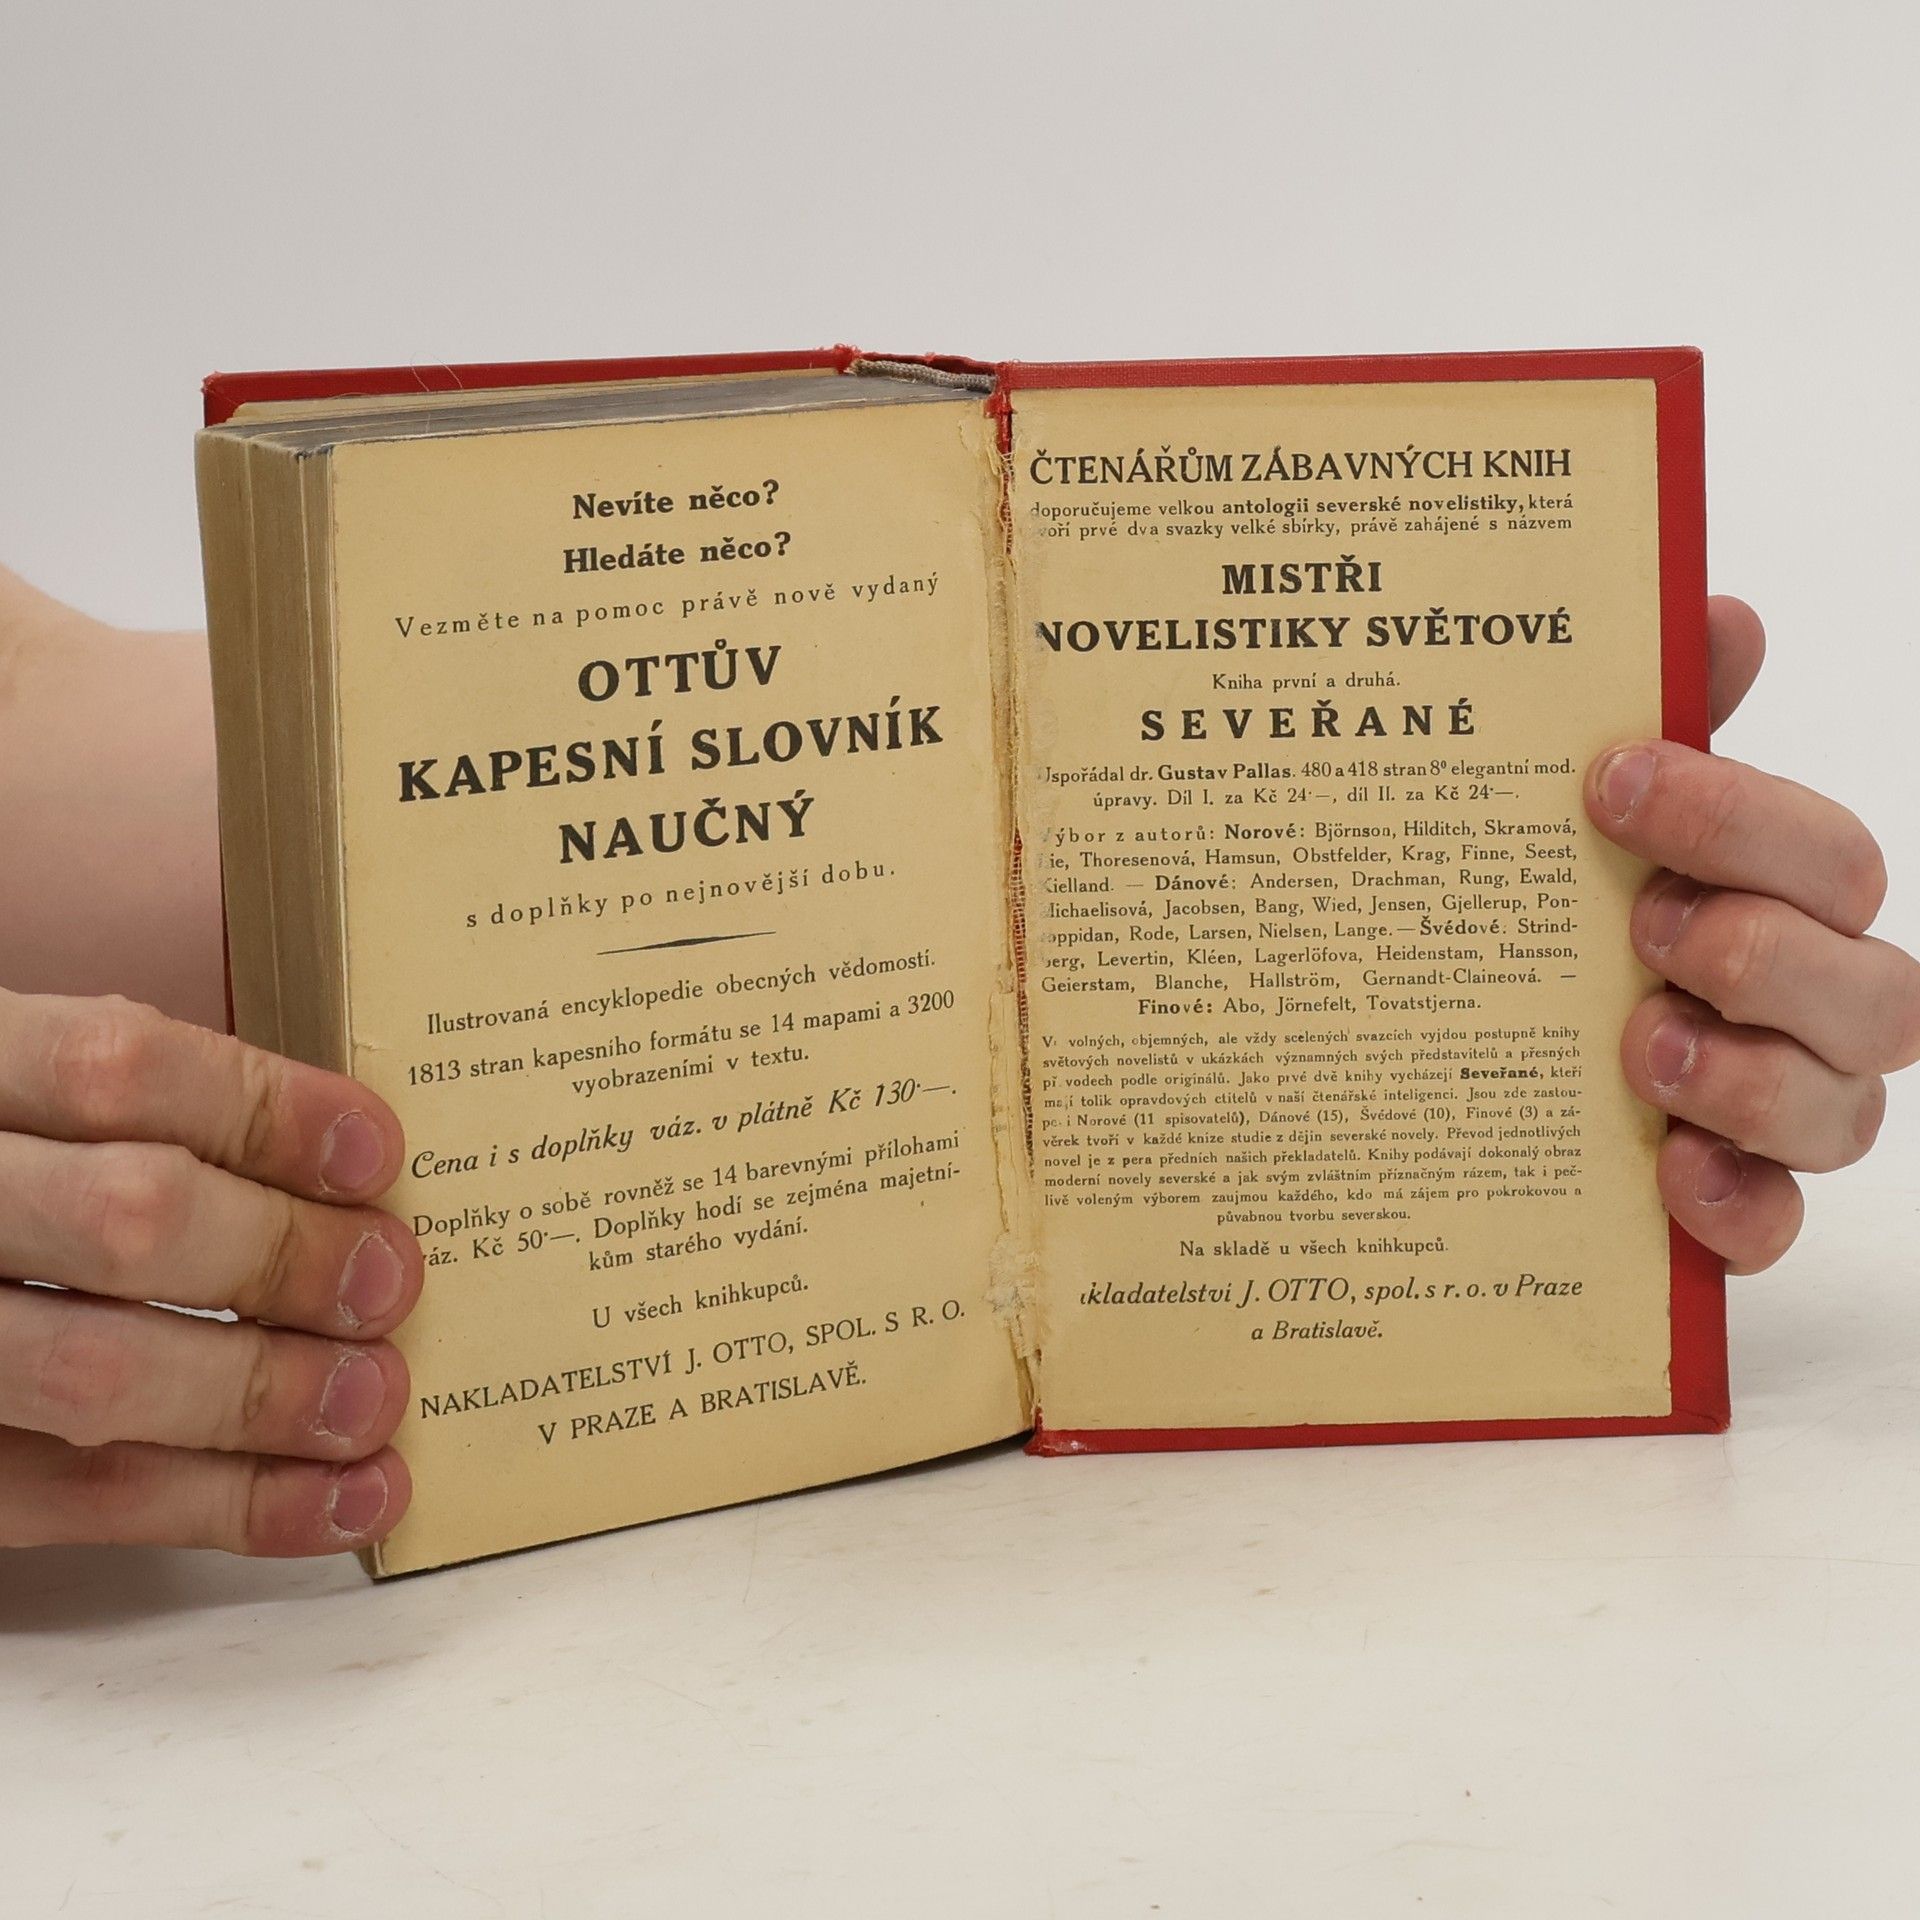 Nevíte něco?
Hledáte něco?
Vezměte na pomoc právě nově vydaný
OTTŮV
KAPESNÍ SLOVNÍK
NAUČNÝ
s doplňky po nejnovější dobu.
Ilustrovaná encyklopedie obecných vědomostí.
1813 stran kapesního formátu se 14 mapami a 3200
vyobrazeními v textu.
Cena i s doplňky váz. v plátně Kč 130·—.
Doplňky o sobě rovněž se 14 barevnými přílohami
váz. Kč 50·—. Doplňky hodí se zejména majetní-
kům starého vydání.
U všech knihkupců.
NAKLADATELSTVÍ J. OTTO, SPOL. S R. O.
V PRAZE A BRATISLAVĚ.
ČTENÁŘŮM ZÁBAVNÝCH KNIH
doporučujeme velkou antologii severské novelistiky, která
voří prvé dva svazky velké sbírky, právě zahájené s názvem
MISTŘI
NOVELISTIKY SVĚTOVÉ
Kniha první a druhá.
SEVEŘANÉ
Uspořádal dr. Gustav Pallas. 480 a 418 stran 8⁰ elegantní mod.
úpravy. Díl I. za Kč 24·—, díl II. za Kč 24·—.
Výbor z autorů: Norové: Björnson, Hilditch, Skramová,
Lie, Thoresenová, Hamsun, Obstfelder, Krag, Finne, Seest,
Kielland. — Dánové: Andersen, Drachman, Rung, Ewald,
Michaelisová, Jacobsen, Bang, Wied, Jensen, Gjellerup, Pon-
oppidan, Rode, Larsen, Nielsen, Lange. — Švédové: Strind-
berg, Levertin, Kléen, Lagerlöfova, Heidenstam, Hansson,
Geierstam, Blanche, Hallström, Gernandt-Claineová. —
Finové: Abo, Jörnefelt, Tovatstjerna.
V volných, objemných, ale vždy scelených svazcích vyjdou postupně knihy
světových novelistů v ukázkách významných svých představitelů a přesných
př.vodech podle originálů. Jako prvé dvě knihy vycházejí Seveřané, kteří
mají tolik opravdových ctitelů v naší čtenářské inteligenci. Jsou zde zastou-
pe.i Norové (11 spisovatelů), Dánové (15), Švédové (10), Finové (3) a zá-
věrek tvoří v každé knize studie z dějin severské novely. Převod jednotlivých
novel je z pera předních našich překladatelů. Knihy podávají dokonalý obraz
moderní novely severské a jak svým zvláštním příznačným rázem, tak i peč-
livě voleným výborem zaujmou každého, kdo má zájem pro pokrokovou a
půvabnou tvorbu severskou.
Na skladě u všech knihkupců.
kladatelství J. OTTO, spol. s r. o. v Praze
a Bratislavě.